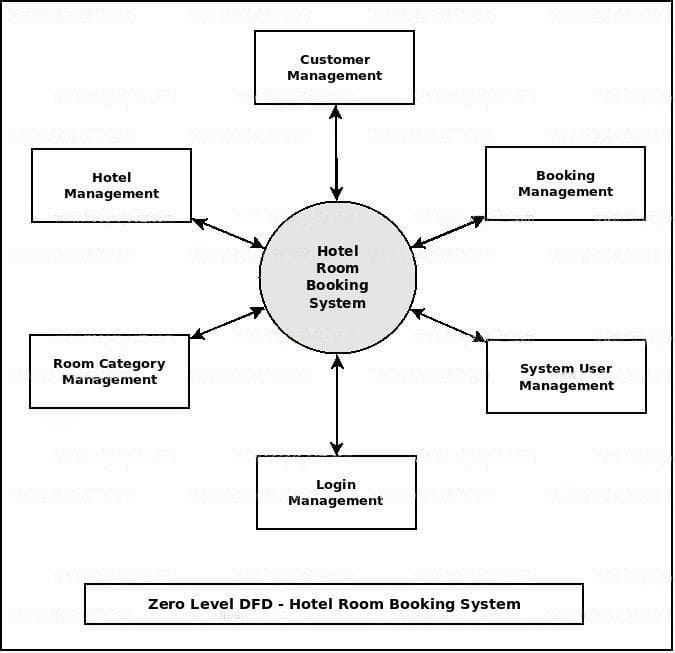 Customer
Management
Hotel
Management
Booking
Management
Hotel
Room
Booking
System
Room Category
Management
System User
Management
Login
Management
Zero Level DFD - Hotel Room Booking System